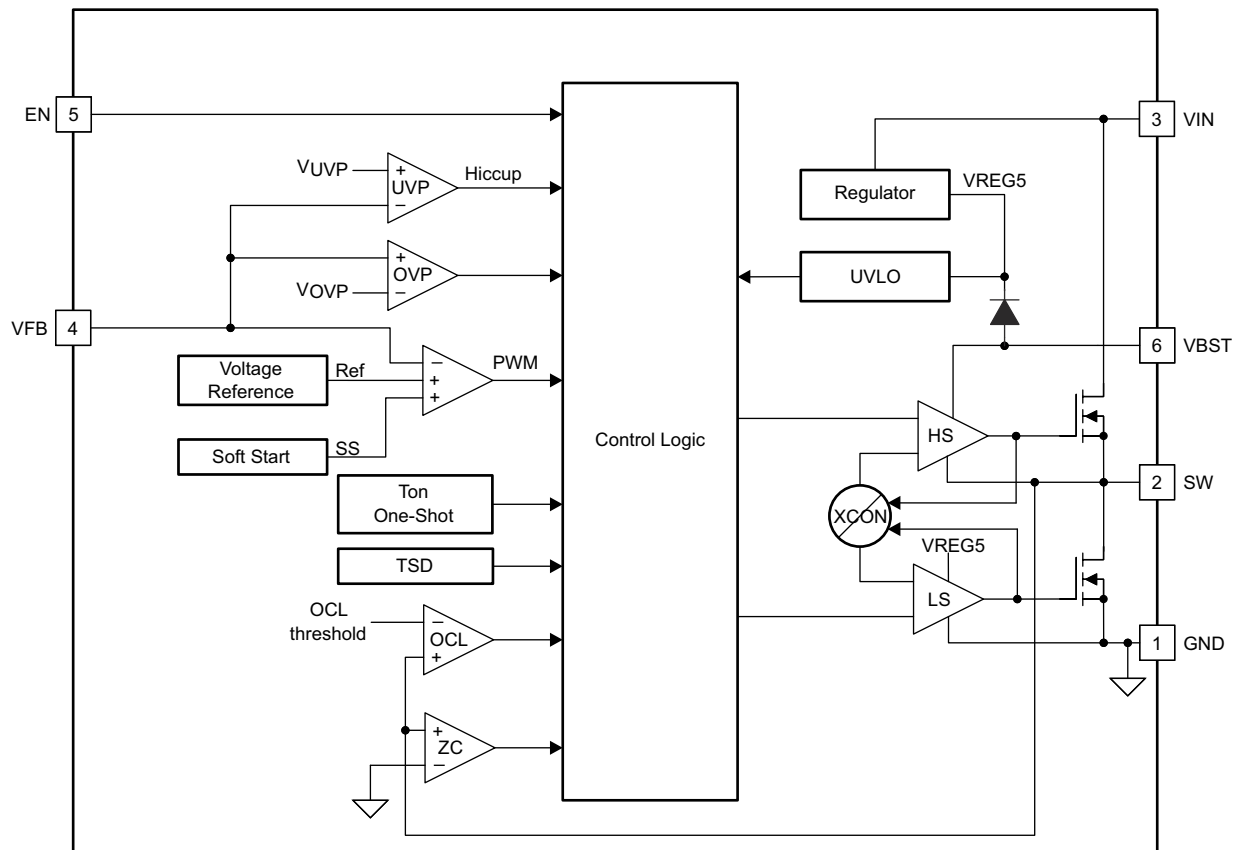 EN
5
3
VIN
VUVP
+
UVP
−
Hiccup
Regulator
VREG5
+
OVP
−
VOVP
UVLO
VFB
4
6
VBST
Voltage
Reference
Ref
−
+
+
PWM
Soft Start
SS
Control Logic
HS
2
SW
Ton
One-Shot
XCON
TSD
VREG5
LS
OCL
threshold
−
OCL
+
1
GND
+
ZC
−